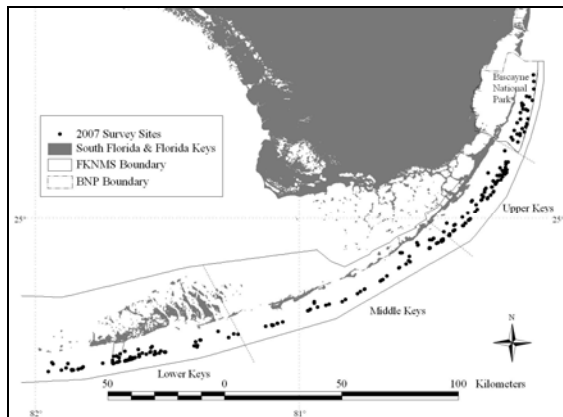 Biscayne
National
Park
2007 Survey Sites
South Florida & Florida Keys
FKNMS Boundary
BNP Boundary
25°
25°
Upper Keys
Middle Keys
N
Lower Keys
50
0
50
100
Kilometers
82°
81°